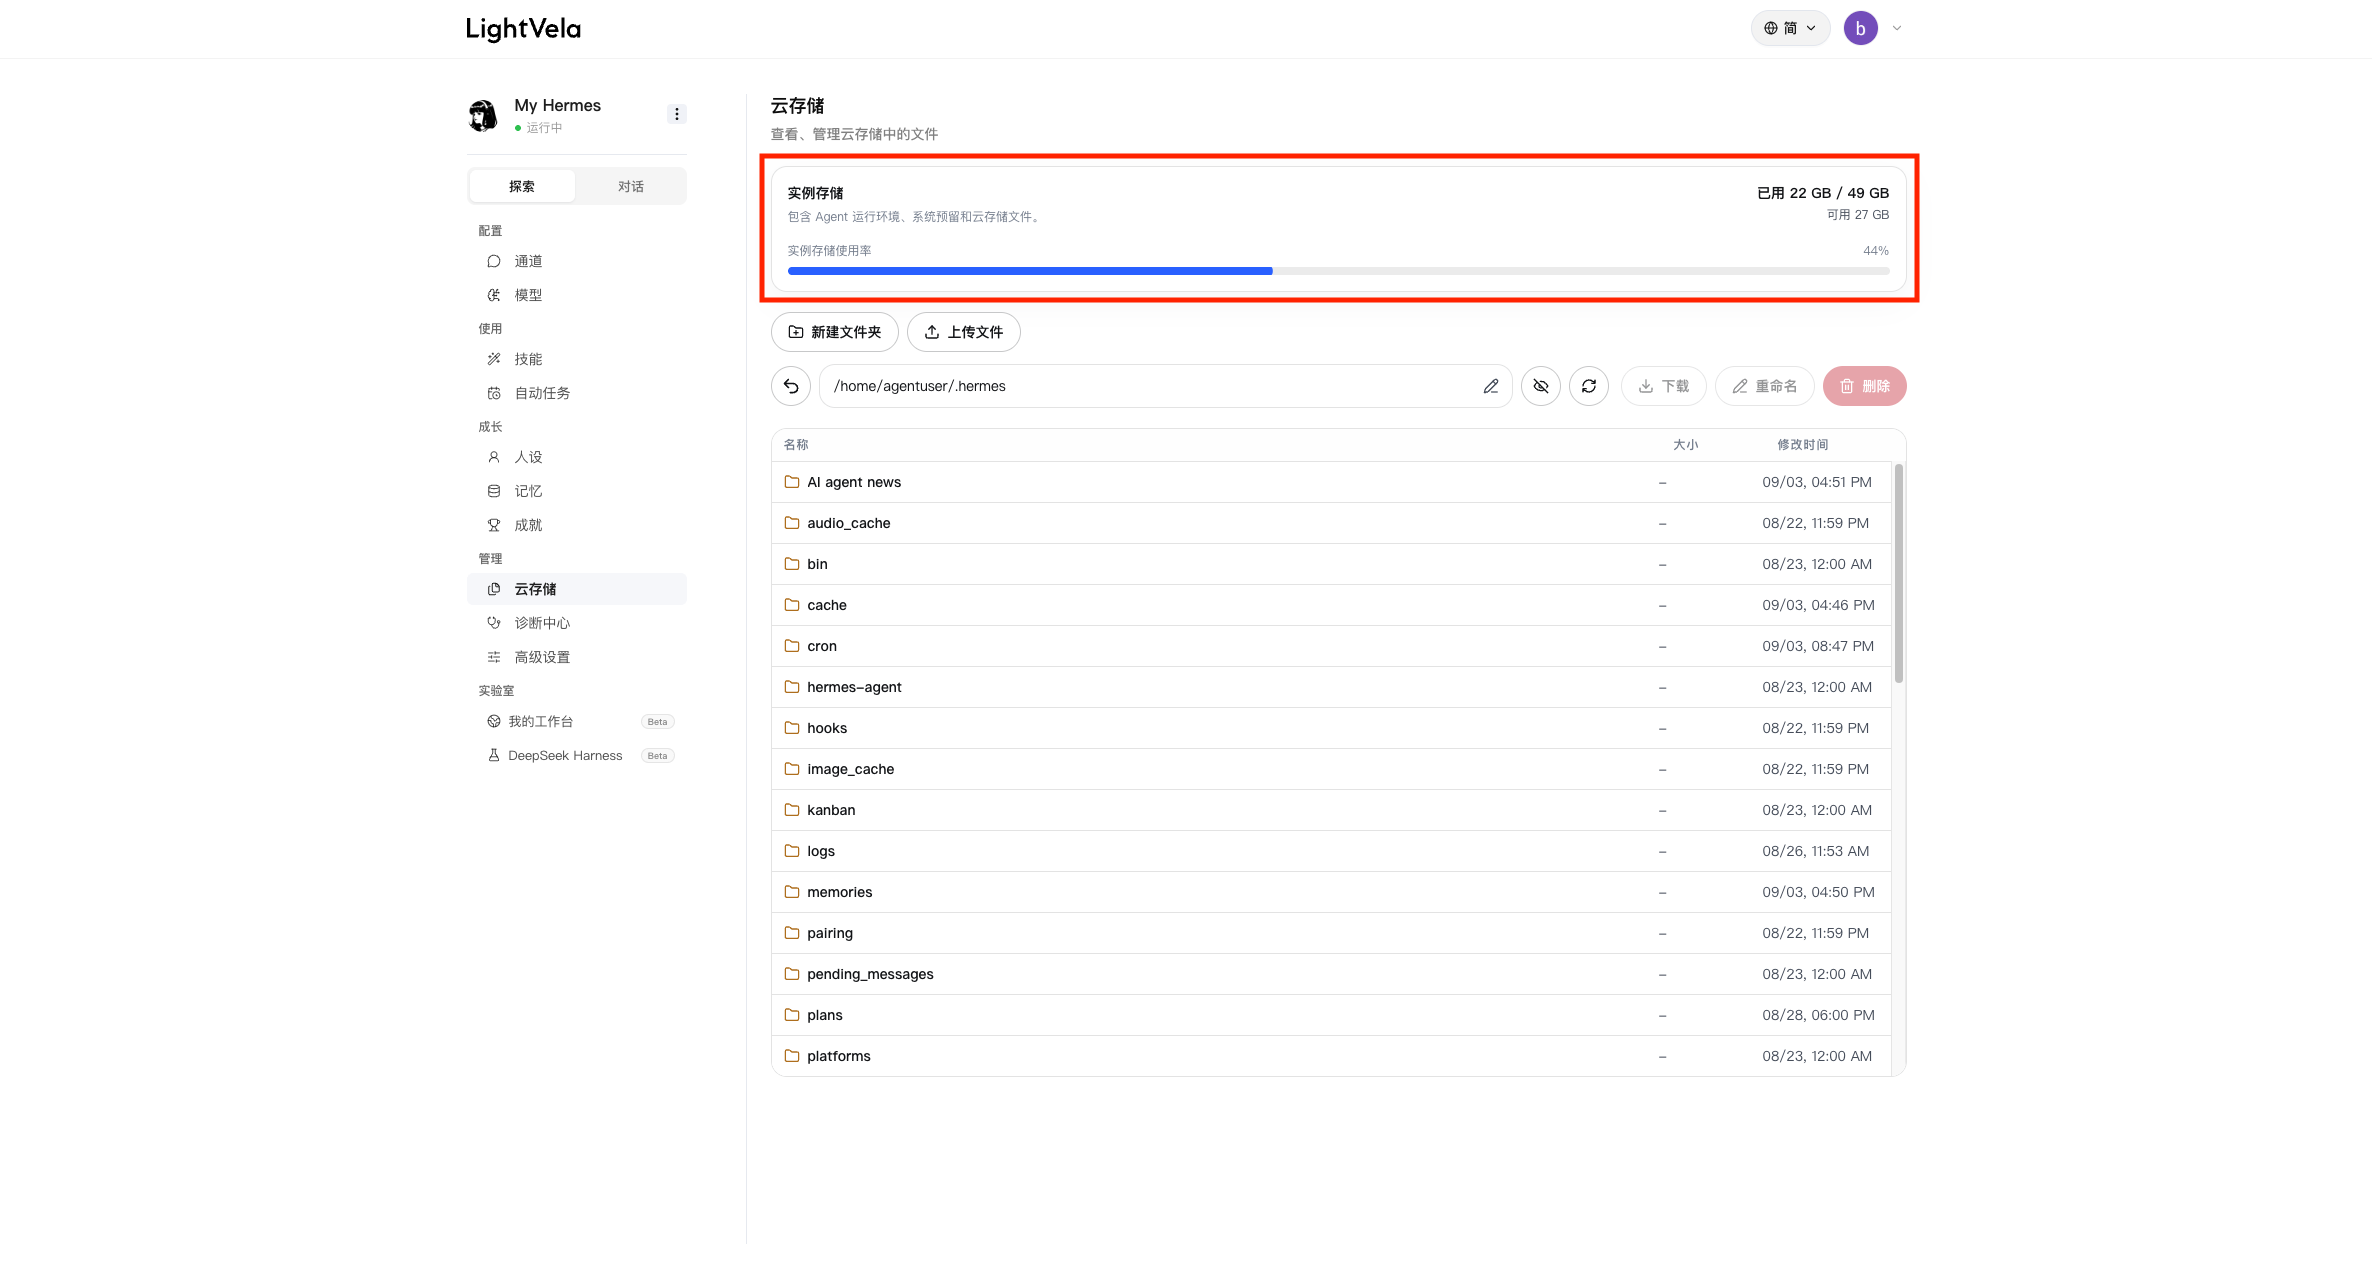 LightVela
简
b
My Hermes
运行中
探索
对话
配置
通道
模型
使用
技能
自动任务
成长
人设
记忆
成就
管理
云存储
诊断中心
高级设置
实验室
我的工作台 Beta
DeepSeek Harness Beta
云存储
查看、管理云存储中的文件
实例存储
已用 22 GB / 49 GB
包含 Agent 运行环境、系统预留和云存储文件。
可用 27 GB
实例存储使用率 44%
新建文件夹 上传文件
/home/agentuser/.hermes 下载 重命名 删除
名称 大小 修改时间
AI agent news – 09/03, 04:51 PM
audio_cache – 08/22, 11:59 PM
bin – 08/23, 12:00 AM
cache – 09/03, 04:46 PM
cron – 09/03, 08:47 PM
hermes-agent – 08/23, 12:00 AM
hooks – 08/22, 11:59 PM
image_cache – 08/22, 11:59 PM
kanban – 08/23, 12:00 AM
logs – 08/26, 11:53 AM
memories – 09/03, 04:50 PM
pairing – 08/22, 11:59 PM
pending_messages – 08/23, 12:00 AM
plans – 08/28, 06:00 PM
platforms – 08/23, 12:00 AM